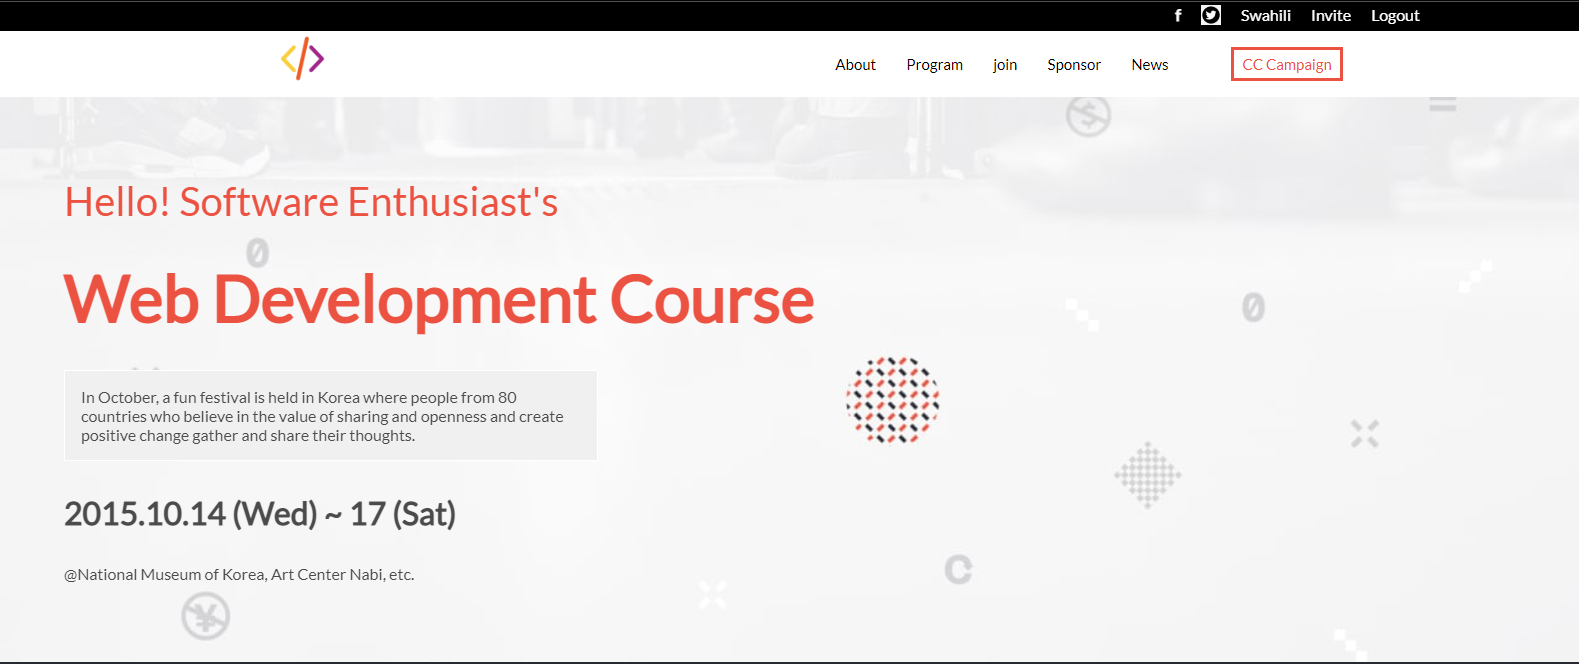 Swahili Invite Logout
About Program join Sponsor News CC Campaign
Hello! Software Enthusiast's
Web Development Course
In October, a fun festival is held in Korea where people from 80
countries who believe in the value of sharing and openness and create
positive change gather and share their thoughts.
2015.10.14 (Wed) ~ 17 (Sat)
@National Museum of Korea, Art Center Nabi, etc.